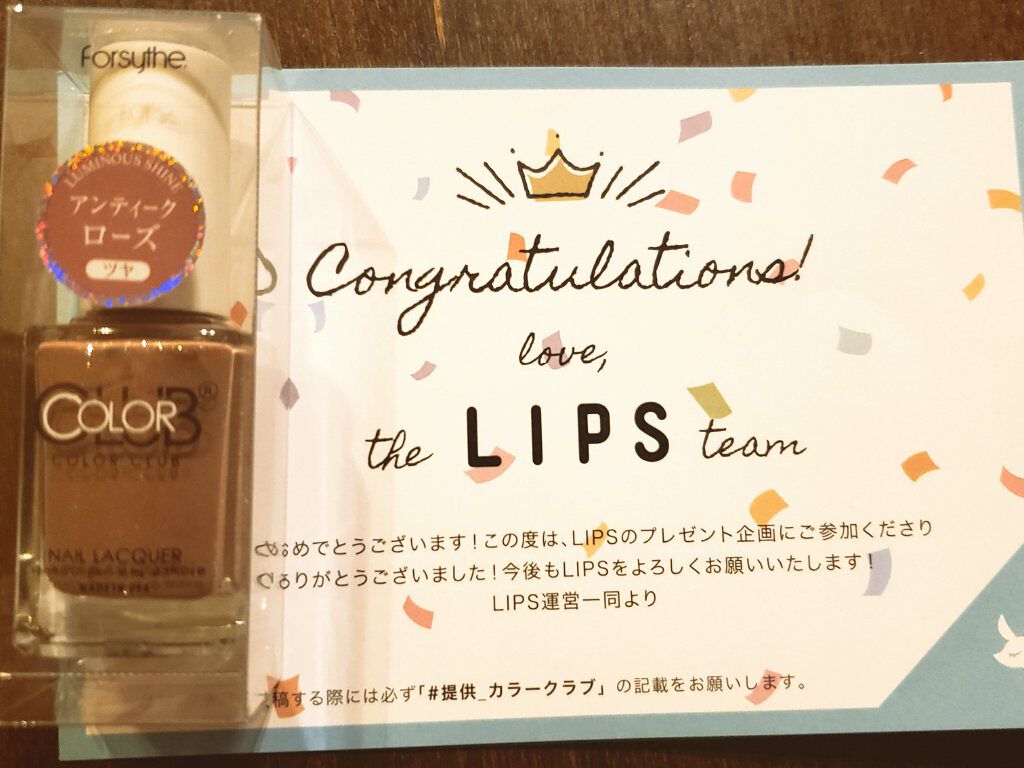 Forsythe.
LUMINOUS SHINE
アンティーク
ローズ
ツヤ
COLOR
CLUB®
COLOR CLUB
NAIL LACQUER
Congratulations!
love,
the LIPS team
めでとうございます！この度は、LIPSのプレゼント企画にご参加くださり
りがとうございました！今後もLIPSをよろしくお願いいたします！
LIPS運営一同より
稿する際には必ず「#提供_カラークラブ」の記載をお願いします。